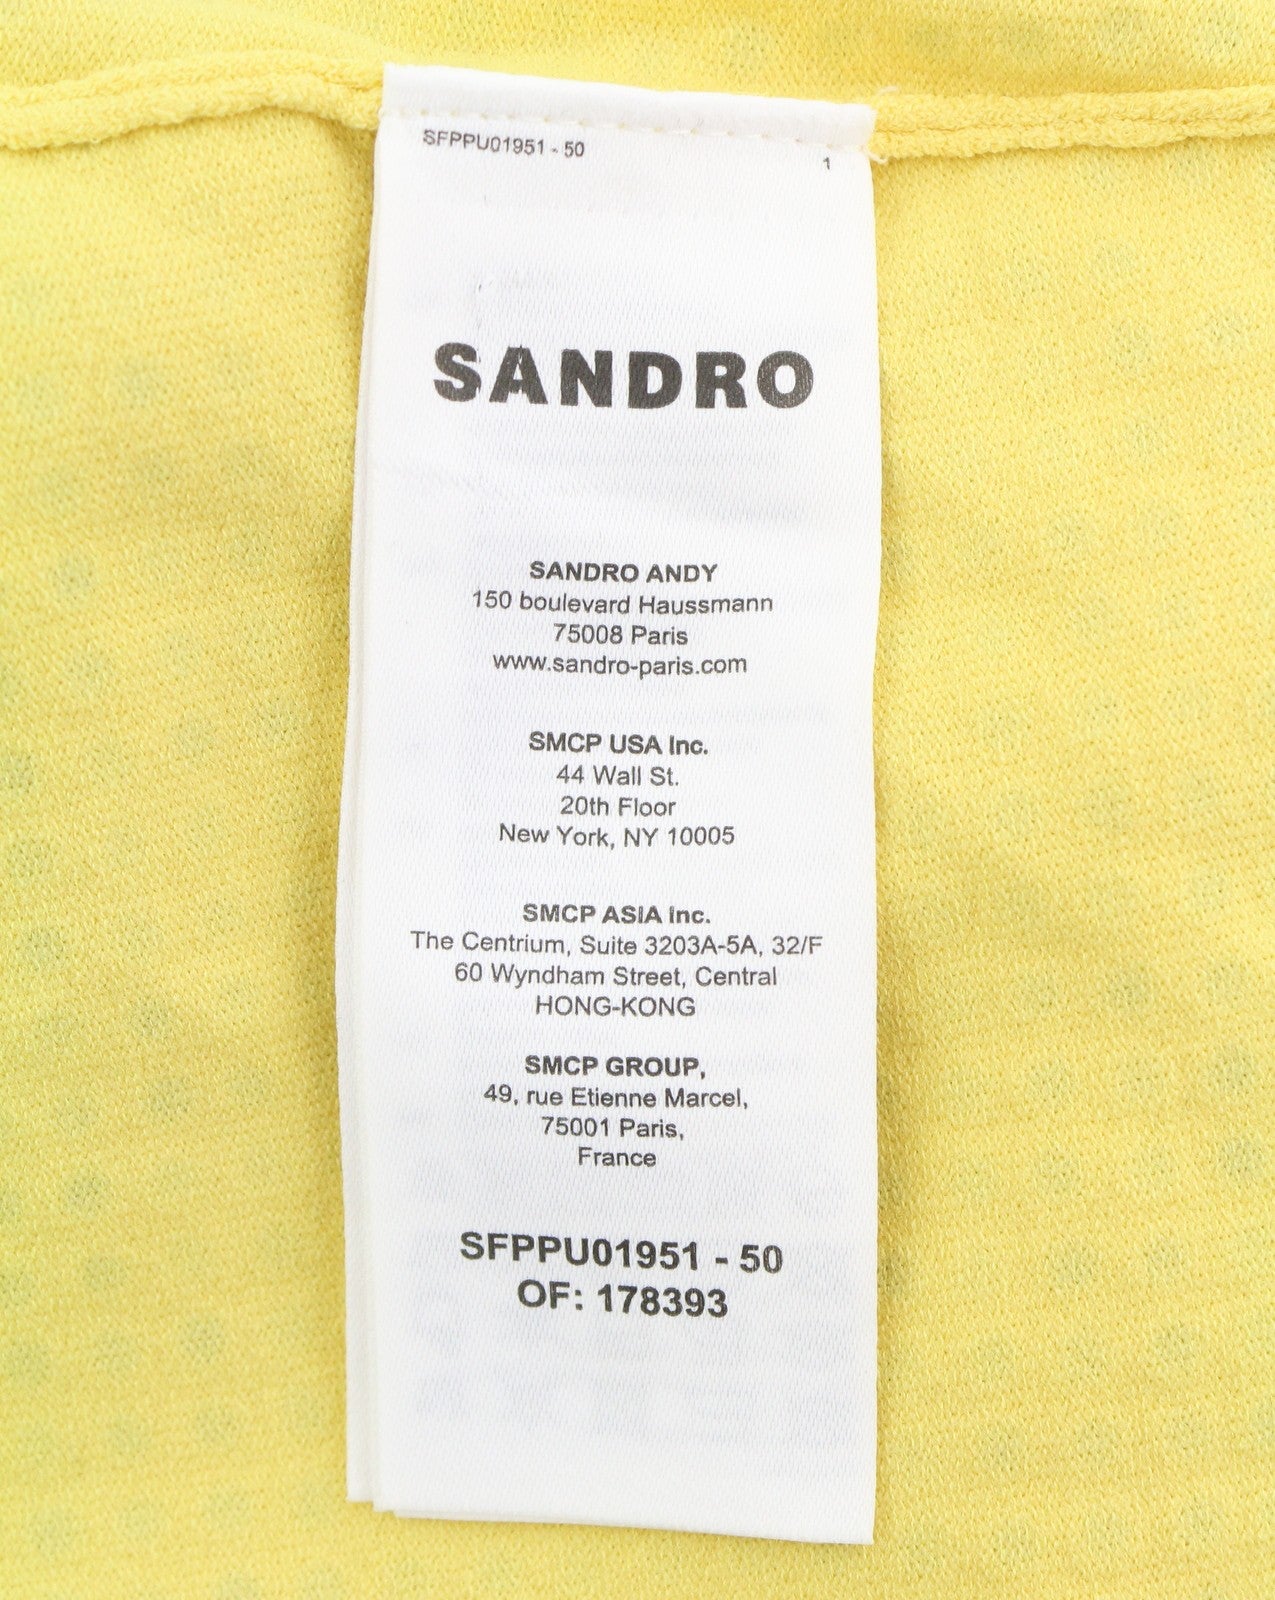 SFPPU01951 - 50
1
SANDRO
SANDRO ANDY
150 boulevard Haussmann
75008 Paris
www.sandro-paris.com
SMCP USA Inc.
44 Wall St.
20th Floor
New York, NY 10005
SMCP ASIA Inc.
The Centrium, Suite 3203A-5A, 32/F
60 Wyndham Street, Central
HONG-KONG
SMCP GROUP,
49, rue Etienne Marcel,
75001 Paris,
France
SFPPU01951 - 50
OF: 178393